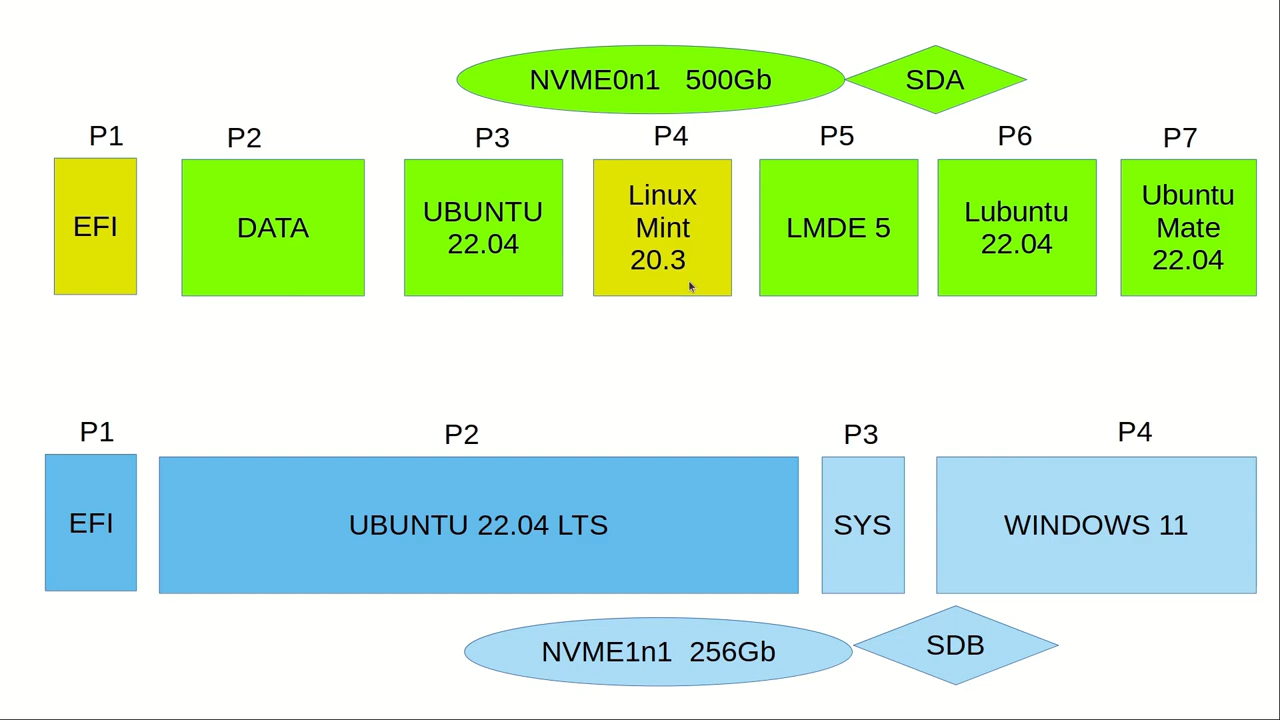 NVME0n1 500Gb
SDA
P1 P2 P3 P4 P5 P6 P7
EFI
DATA
UBUNTU
22.04
Linux
Mint
20.3
LMDE 5
Lubuntu
22.04
Ubuntu
Mate
22.04
P1 P2 P3 P4
EFI
UBUNTU 22.04 LTS
SYS
WINDOWS 11
NVME1n1 256Gb
SDB